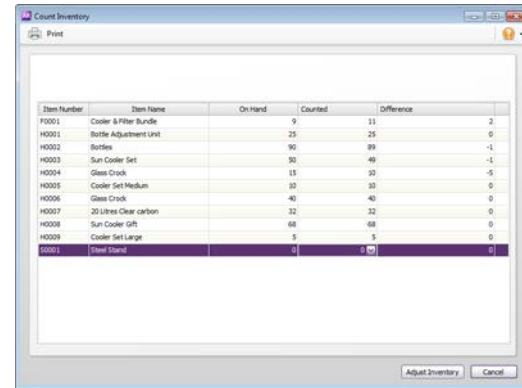 Count Inventory
Print
Item Number Item Name On Hand Counted Difference
F0001 Cooler & Filter Bundle 9 11 2
H0001 Bottle Adjustment Unit 25 25 0
H0002 Bottles 90 89 -1
H0003 Sun Cooler Set 50 49 -1
H0004 Glass Crock 15 10 -5
H0005 Cooler Set Medium 10 10 0
H0006 Glass Crock 40 40 0
H0007 20 Litres Clear carbon 32 32 0
H0008 Sun Cooler Gift 68 68 0
H0009 Cooler Set Large 5 5 0
S0001 Steel Stand 0 0 0
Adjust Inventory Cancel